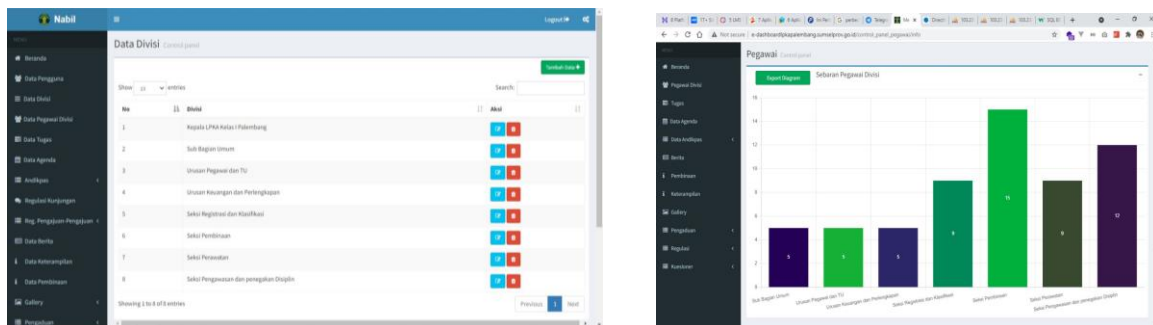 Nabil
Logout
MENU
Beranda
Data Pengguna
Data Divisi
Data Pegawai Divisi
Data Tugas
Data Agenda
Andikpas
Regulasi Kunjungan
Reg. Pengajuan-Pengajuan
Data Berita
Data Keterampilan
Data Pembinaan
Gallery
Pengaduan
Data Divisi Control panel
Tambah Data
Show 10 entries
Search:
No Divisi Aksi
1 Kepala LPKA Kelas I Palembang
2 Sub Bagian Umum
3 Urusan Pegawai dan TU
4 Urusan Keuangan dan Perlengkapan
5 Seksi Registrasi dan Klasifikasi
6 Seksi Pembinaan
7 Seksi Perawatan
8 Seksi Pengawasan dan penegakan Disiplin
Showing 1 to 8 of 8 entries
Previous 1 Next
Not secure
MENU
Beranda
Pegawai Divisi
Tugas
Data Agenda
Data Andikpas
Berita
Pembinaan
Keterampilan
Gallery
Pengaduan
Regulasi
Kuesioner
Pegawai Control panel
Export Diagram
Sebaran Pegawai Divisi
16
14
12
10
8
6
4
2
0
5
5
5
9
15
9
12
Sub Bagian Umum
Urusan Pegawai dan TU
Urusan Keuangan dan Perlengkapan
Seksi Registrasi dan Klasifikasi
Seksi Pembinaan
Seksi Perawatan
Seksi Pengawasan dan penegakan Disiplin